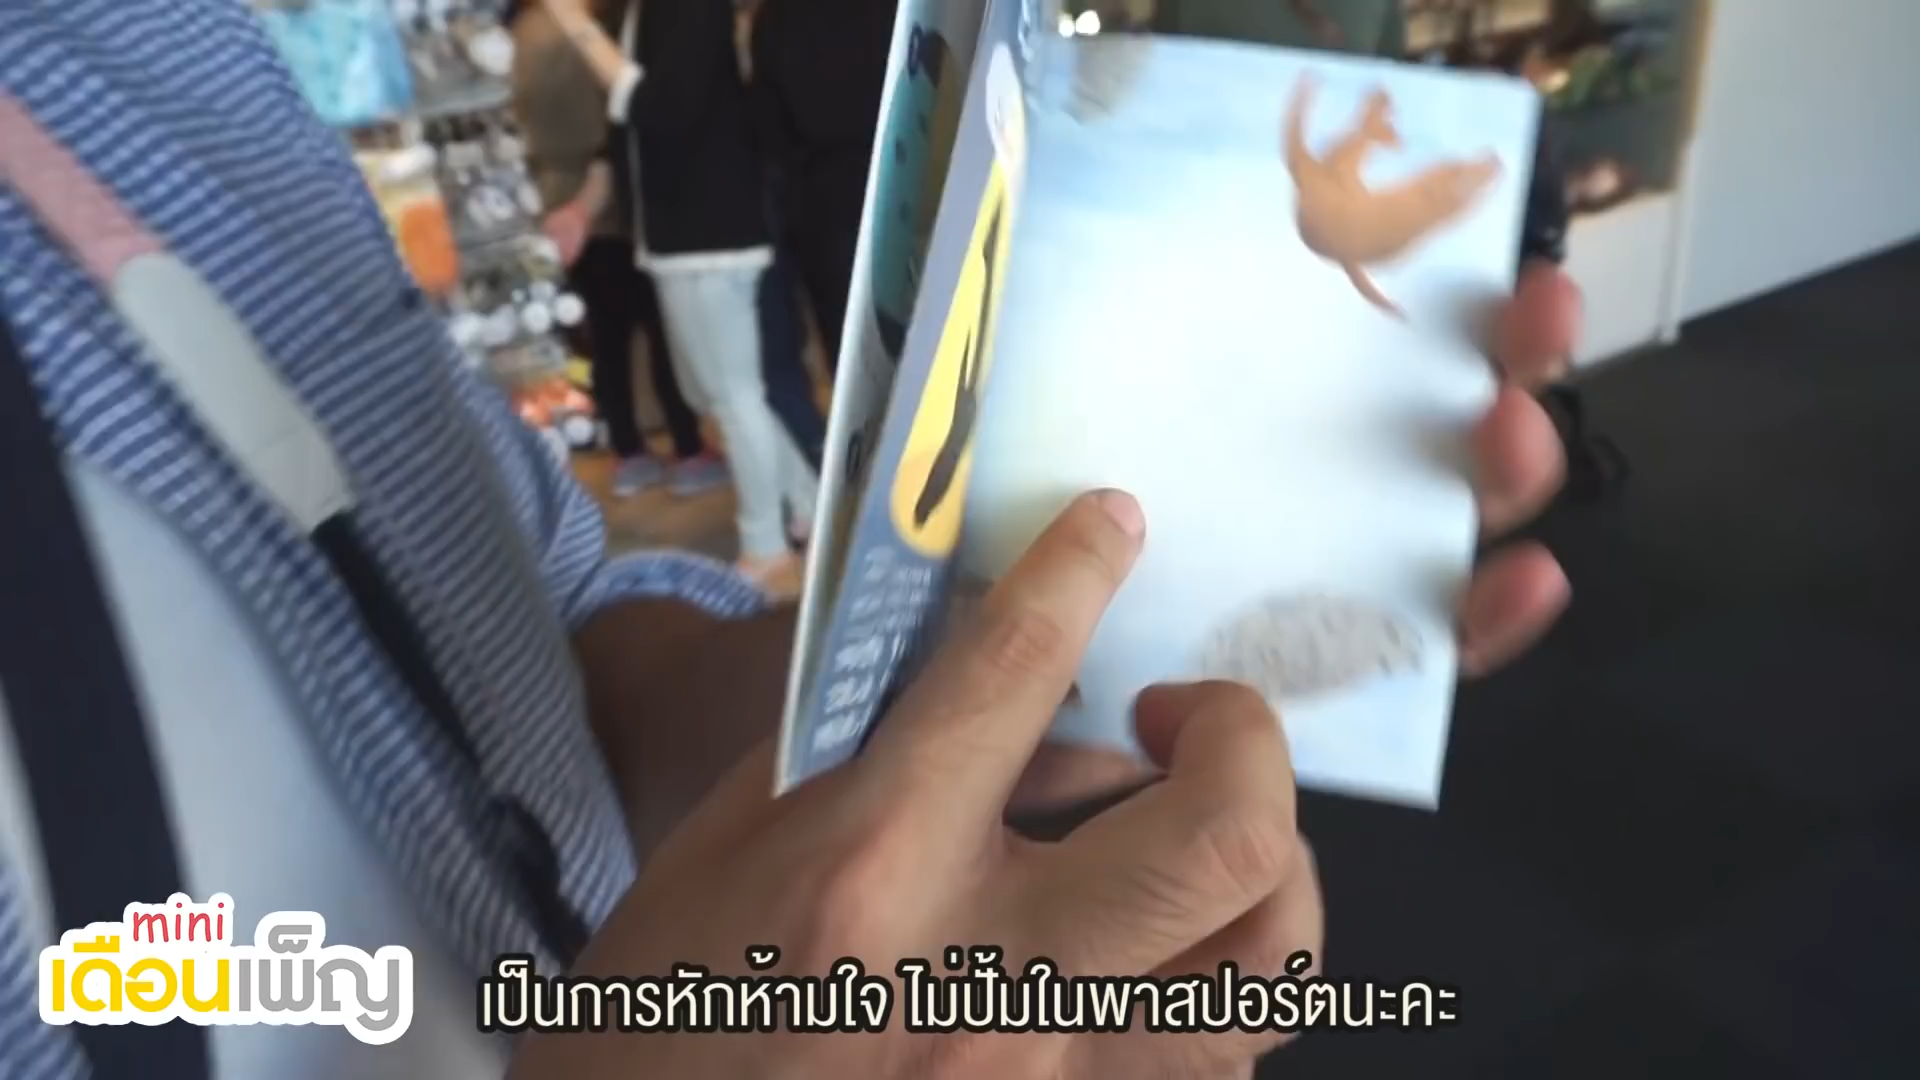 mini
เดือนเพ็ญ
เป็นการหักห้ามใจ ไม่ปั้มในพาสปอร์ตนะคะ